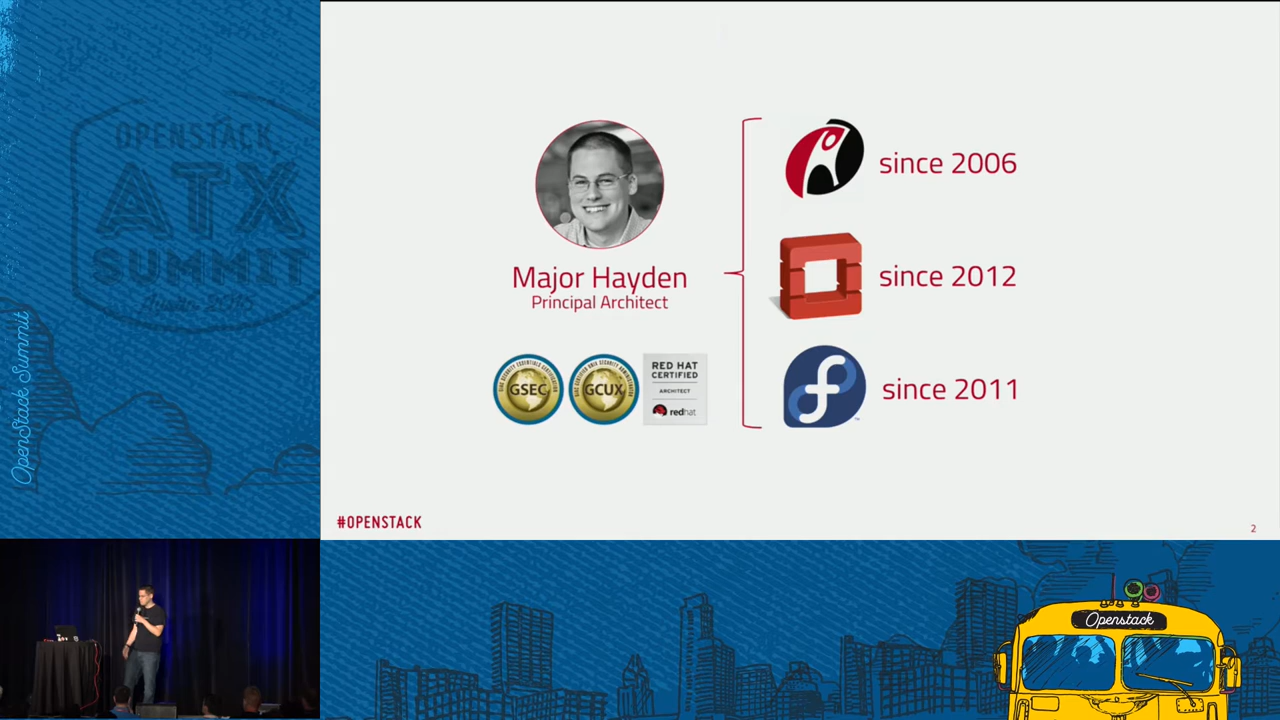 OPENSTACK
ATX
SUMMIT
OpenStack Summit
since 2006
since 2012
Major Hayden
Principal Architect
GSEC
GCUX
RED HAT
CERTIFIED
ARCHITECT
redhat
since 2011
#OPENSTACK
2
Openstack